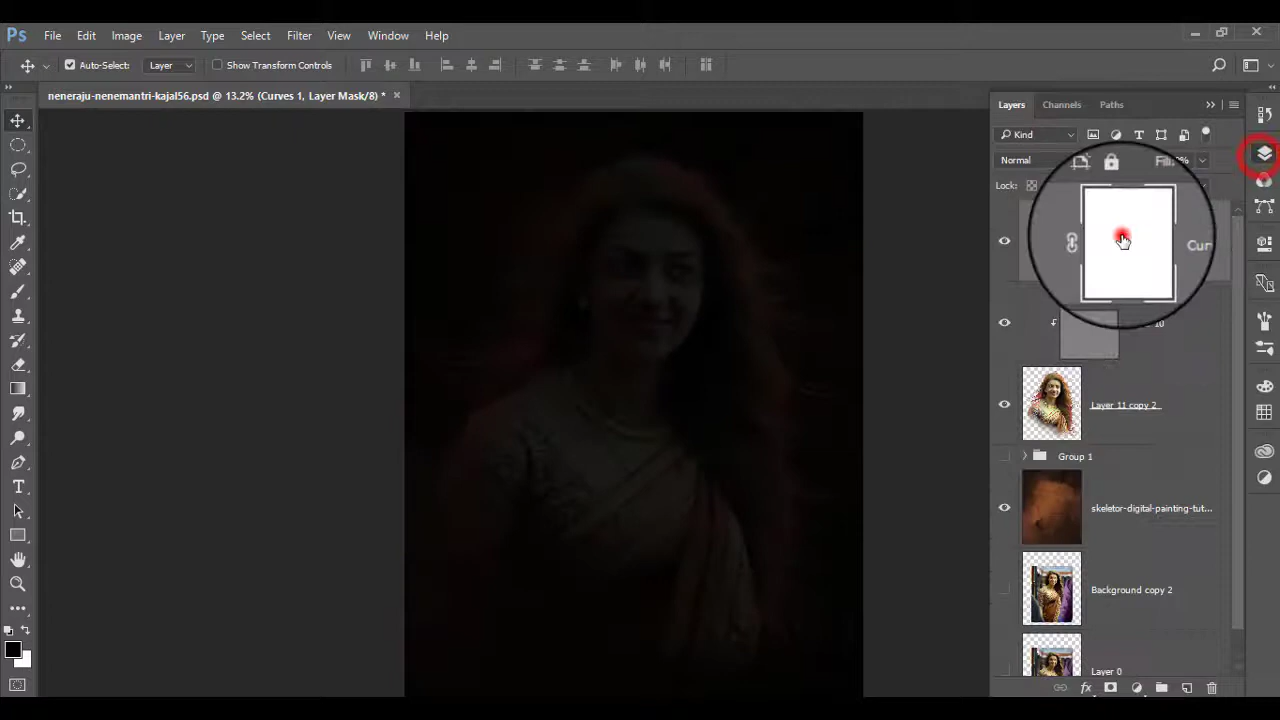 Ps File Edit Image Layer Type Select Filter View Window Help
Auto-Select: Layer Show Transform Controls
neneraju-nenemantri-kajal56.psd @ 13.2% (Curves 1, Layer Mask/8) *
Layers Channels Paths
Kind
Normal Fill:
Lock:
Cur
Layer 11 copy 2
Group 1
skeletor-digital-painting-tut...
Background copy 2
Layer 0